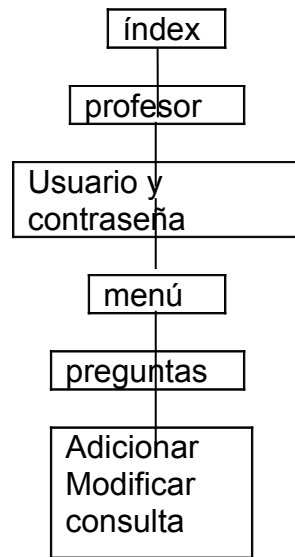 índex
profesor
Usuario y
contraseña
menú
preguntas
Adicionar
Modificar
consulta